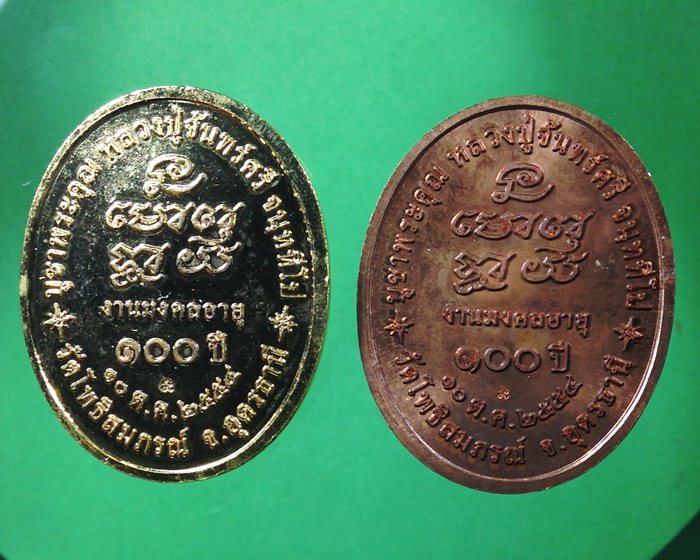 บูชาพระคุณ หลวงปู่จันทร์ศรี จนฺททีโป
งานมงคลอายุ
๑๐๐ ปี
๑๐ ต.ค.๒๕๕๔
วัดโพธิสมภรณ์ จ.อุดรธานี
บูชาพระคุณ หลวงปู่จันทร์ศรี จนฺททีโป
งานมงคลอายุ
๑๐๐ ปี
๑๐ ต.ค.๒๕๕๔
วัดโพธิสมภรณ์ จ.อุดรธานี